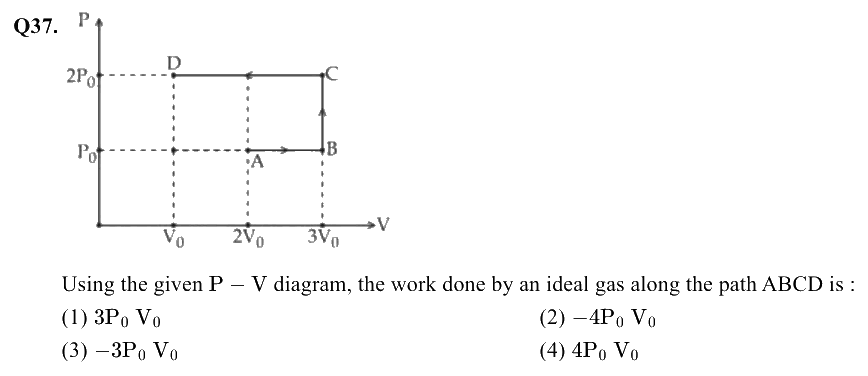 Q37. P
D
C
2P₀
P₀
A
B
V₀ 2V₀ 3V₀ V
Using the given P – V diagram, the work done by an ideal gas along the path ABCD is :
(1) 3P₀ V₀ (2) −4P₀ V₀
(3) −3P₀ V₀ (4) 4P₀ V₀